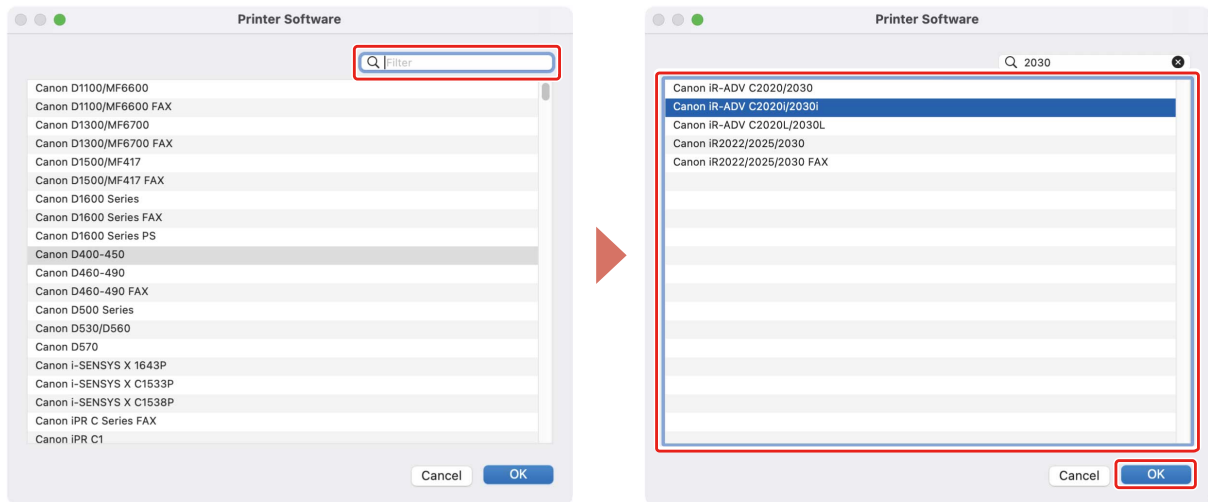 Printer Software
Filter
Canon D1100/MF6600
Canon D1100/MF6600 FAX
Canon D1300/MF6700
Canon D1300/MF6700 FAX
Canon D1500/MF417
Canon D1500/MF417 FAX
Canon D1600 Series
Canon D1600 Series FAX
Canon D1600 Series PS
Canon D400-450
Canon D460-490
Canon D460-490 FAX
Canon D500 Series
Canon D530/D560
Canon D570
Canon i-SENSYS X 1643P
Canon i-SENSYS X C1533P
Canon i-SENSYS X C1538P
Canon iPR C Series FAX
Canon iPR C1
Cancel OK
Printer Software
2030
Canon iR-ADV C2020/2030
Canon iR-ADV C2020i/2030i
Canon iR-ADV C2020L/2030L
Canon iR2022/2025/2030
Canon iR2022/2025/2030 FAX
Cancel OK